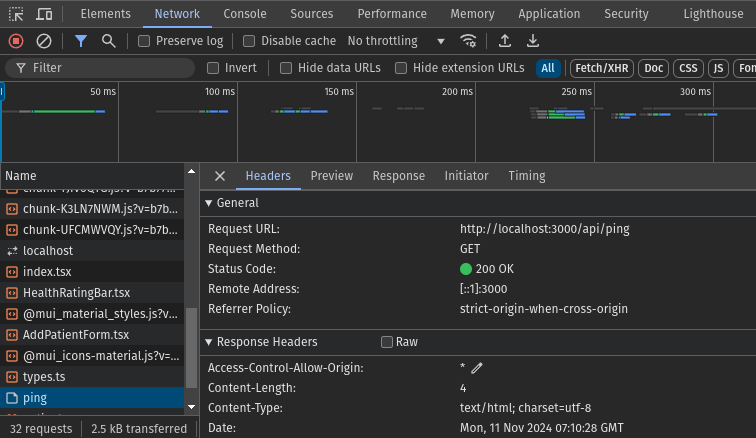 Elements Network Console Sources Performance Memory Application Security Lighthouse
Preserve log Disable cache No throttling
Filter Invert Hide data URLs Hide extension URLs All Fetch/XHR Doc CSS JS Fon
50 ms 100 ms 150 ms 200 ms 250 ms 300 ms
Name
chunk-K3LN7NWM.js?v=b7b...
chunk-UFCMWVQY.js?v=b7b...
localhost
index.tsx
HealthRatingBar.tsx
@mui_material_styles.js?v...
AddPatientForm.tsx
@mui_icons-material.js?v=...
types.ts
ping
32 requests 2.5 kB transferred
Headers Preview Response Initiator Timing
General
Request URL: http://localhost:3000/api/ping
Request Method: GET
Status Code: 200 OK
Remote Address: [::1]:3000
Referrer Policy: strict-origin-when-cross-origin
Response Headers Raw
Access-Control-Allow-Origin: *
Content-Length: 4
Content-Type: text/html; charset=utf-8
Date: Mon, 11 Nov 2024 07:10:28 GMT